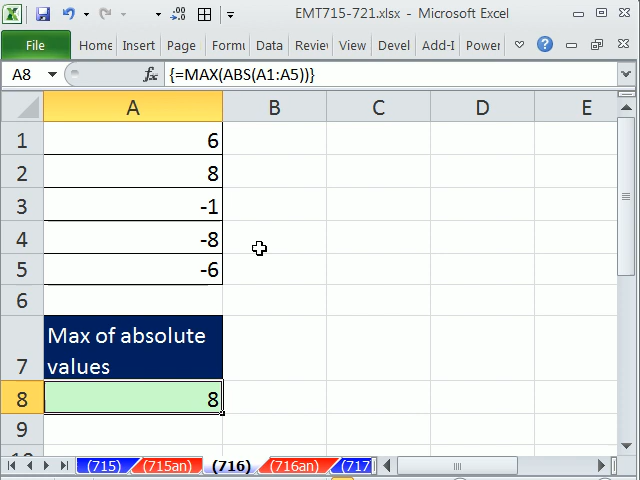 EMT715-721.xlsx - Microsoft Excel
File Home Insert Page Formu Data Review View Devel Add-I Power
A8 fx {=MAX(ABS(A1:A5))}
A B C D E
1 6
2 8
3 -1
4 -8
5 -6
6
7 Max of absolute
values
8 8
9
(715) (715an) (716) (716an) (717